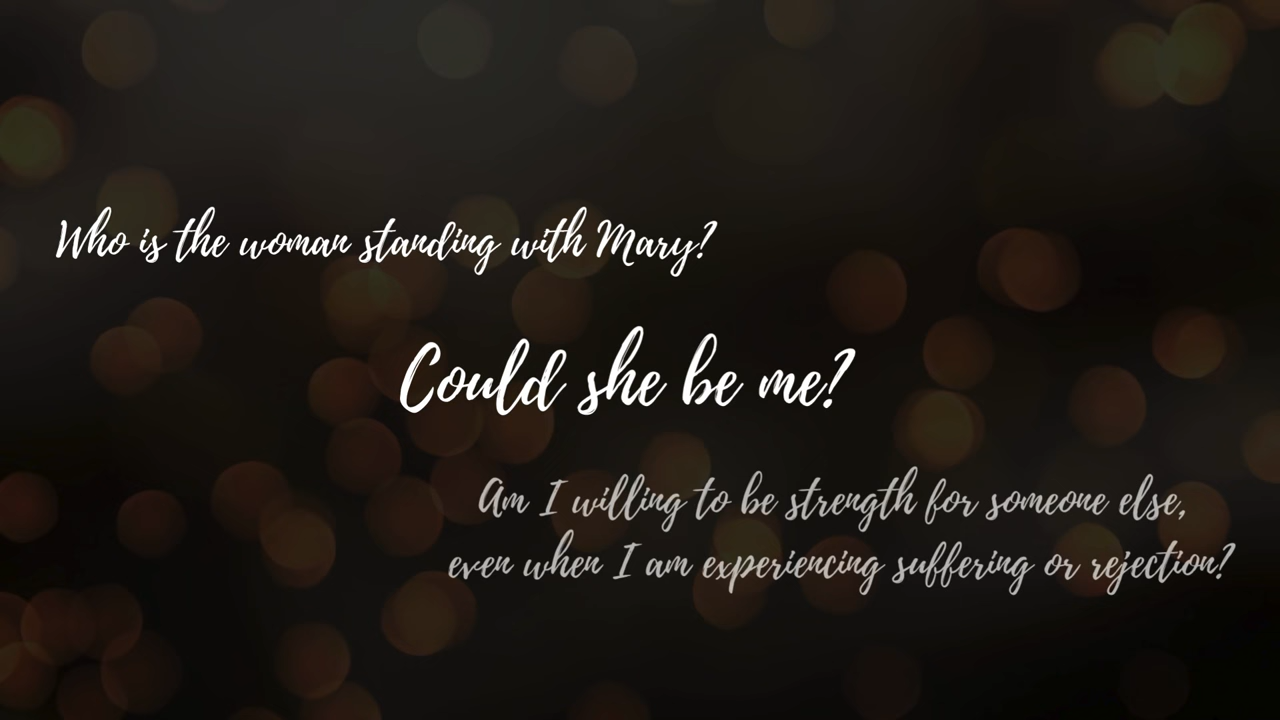 Who is the woman standing with Mary?
Could she be me?
Am I willing to be strength for someone else,
even when I am experiencing suffering or rejection?